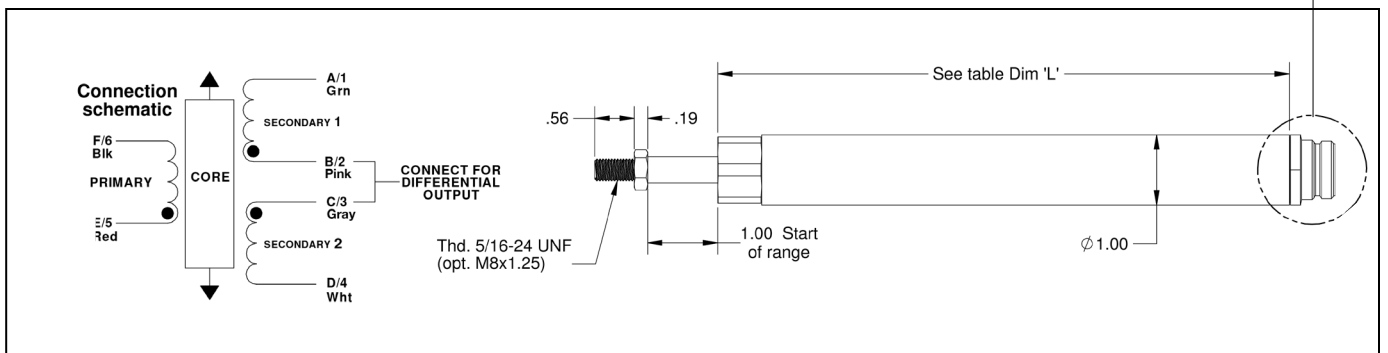 Connection
schematic
F/6
Blk
PRIMARY
E/5
Red
CORE
A/1
Grn
SECONDARY 1
B/2
Pink
CONNECT FOR
DIFFERENTIAL
OUTPUT
C/3
Gray
SECONDARY 2
D/4
Wht
See table Dim 'L'
.56
.19
Thd. 5/16-24 UNF
(opt. M8x1.25)
1.00 Start
of range
∅1.00